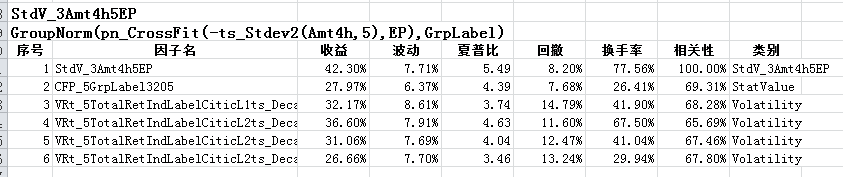 StdV_3Amt4h5EP
GroupNorm(pn_CrossFit(-ts_Stdev2(Amt4h,5),EP),GrpLabel)
序号 因子名 收益 波动 夏普比 回撤 换手率 相关性 类别
1 StdV_3Amt4h5EP 42.30% 7.71% 5.49 8.20% 77.56% 100.00% StdV_3Amt4h5EP
2 CFP_5GrpLabel3205 27.97% 6.37% 4.39 7.68% 26.41% 69.31% StatValue
3 VRt_5TotalRetIndLabelCiticL1ts_Deca 32.17% 8.61% 3.74 14.79% 41.90% 68.28% Volatility
4 VRt_5TotalRetIndLabelCiticL2ts_Deca 36.60% 7.91% 4.63 11.60% 67.50% 65.69% Volatility
5 VRt_5TotalRetIndLabelCiticL2ts_Deca 31.06% 7.69% 4.04 12.47% 41.04% 67.46% Volatility
6 VRt_5TotalRetIndLabelCiticL2ts_Deca 26.66% 7.70% 3.46 13.24% 29.94% 67.80% Volatility